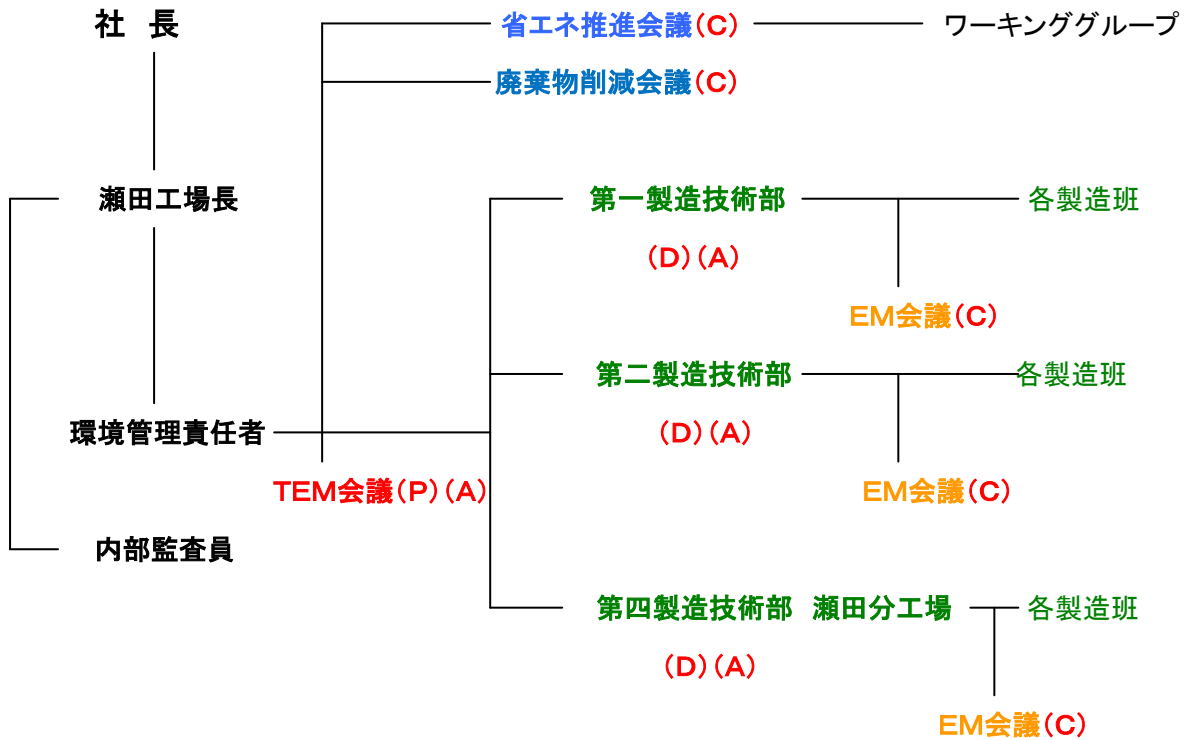 社 長
省エネ推進会議(C)
ワーキンググループ
廃棄物削減会議(C)
瀬田工場長
第一製造技術部
各製造班
(D)(A)
EM会議(C)
第二製造技術部
各製造班
環境管理責任者
(D)(A)
TEM会議(P)(A)
EM会議(C)
内部監査員
第四製造技術部 瀬田分工場
各製造班
(D)(A)
EM会議(C)